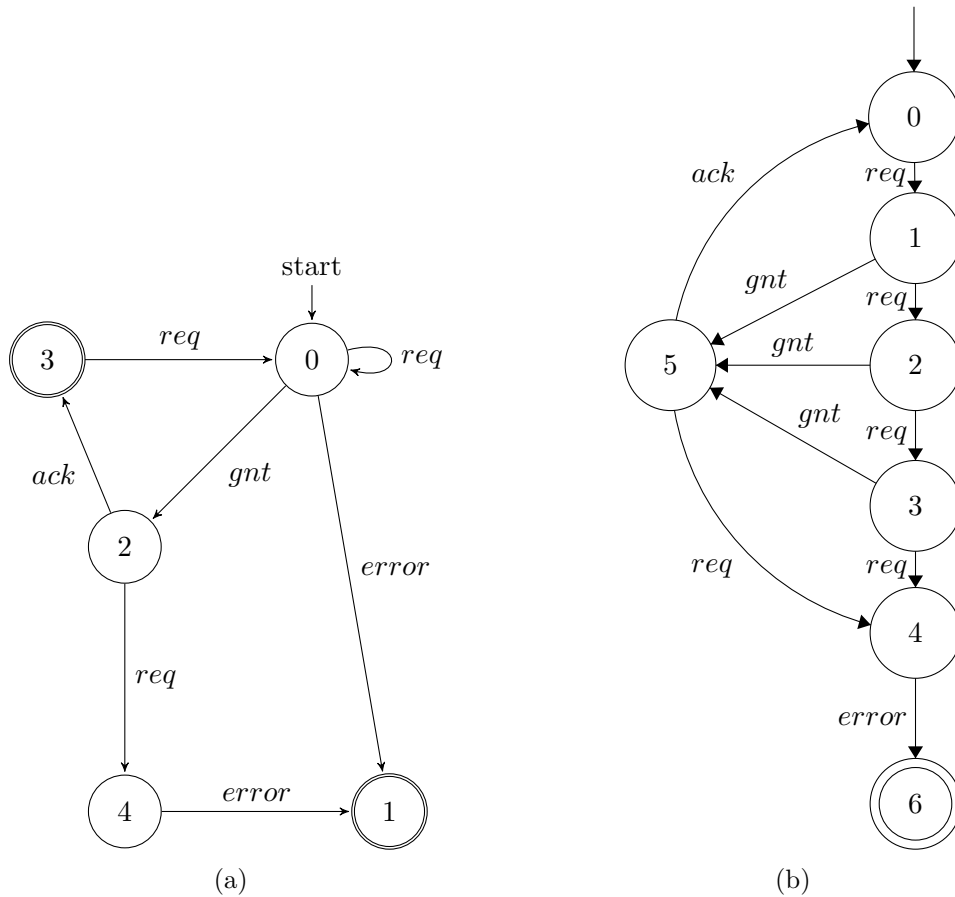 start
3
req
0
req
gnt
ack
2
error
req
4
error
1
(a)
0
req
ack
1
gnt
req
5
gnt
2
req
gnt
3
req
req
4
error
6
(b)